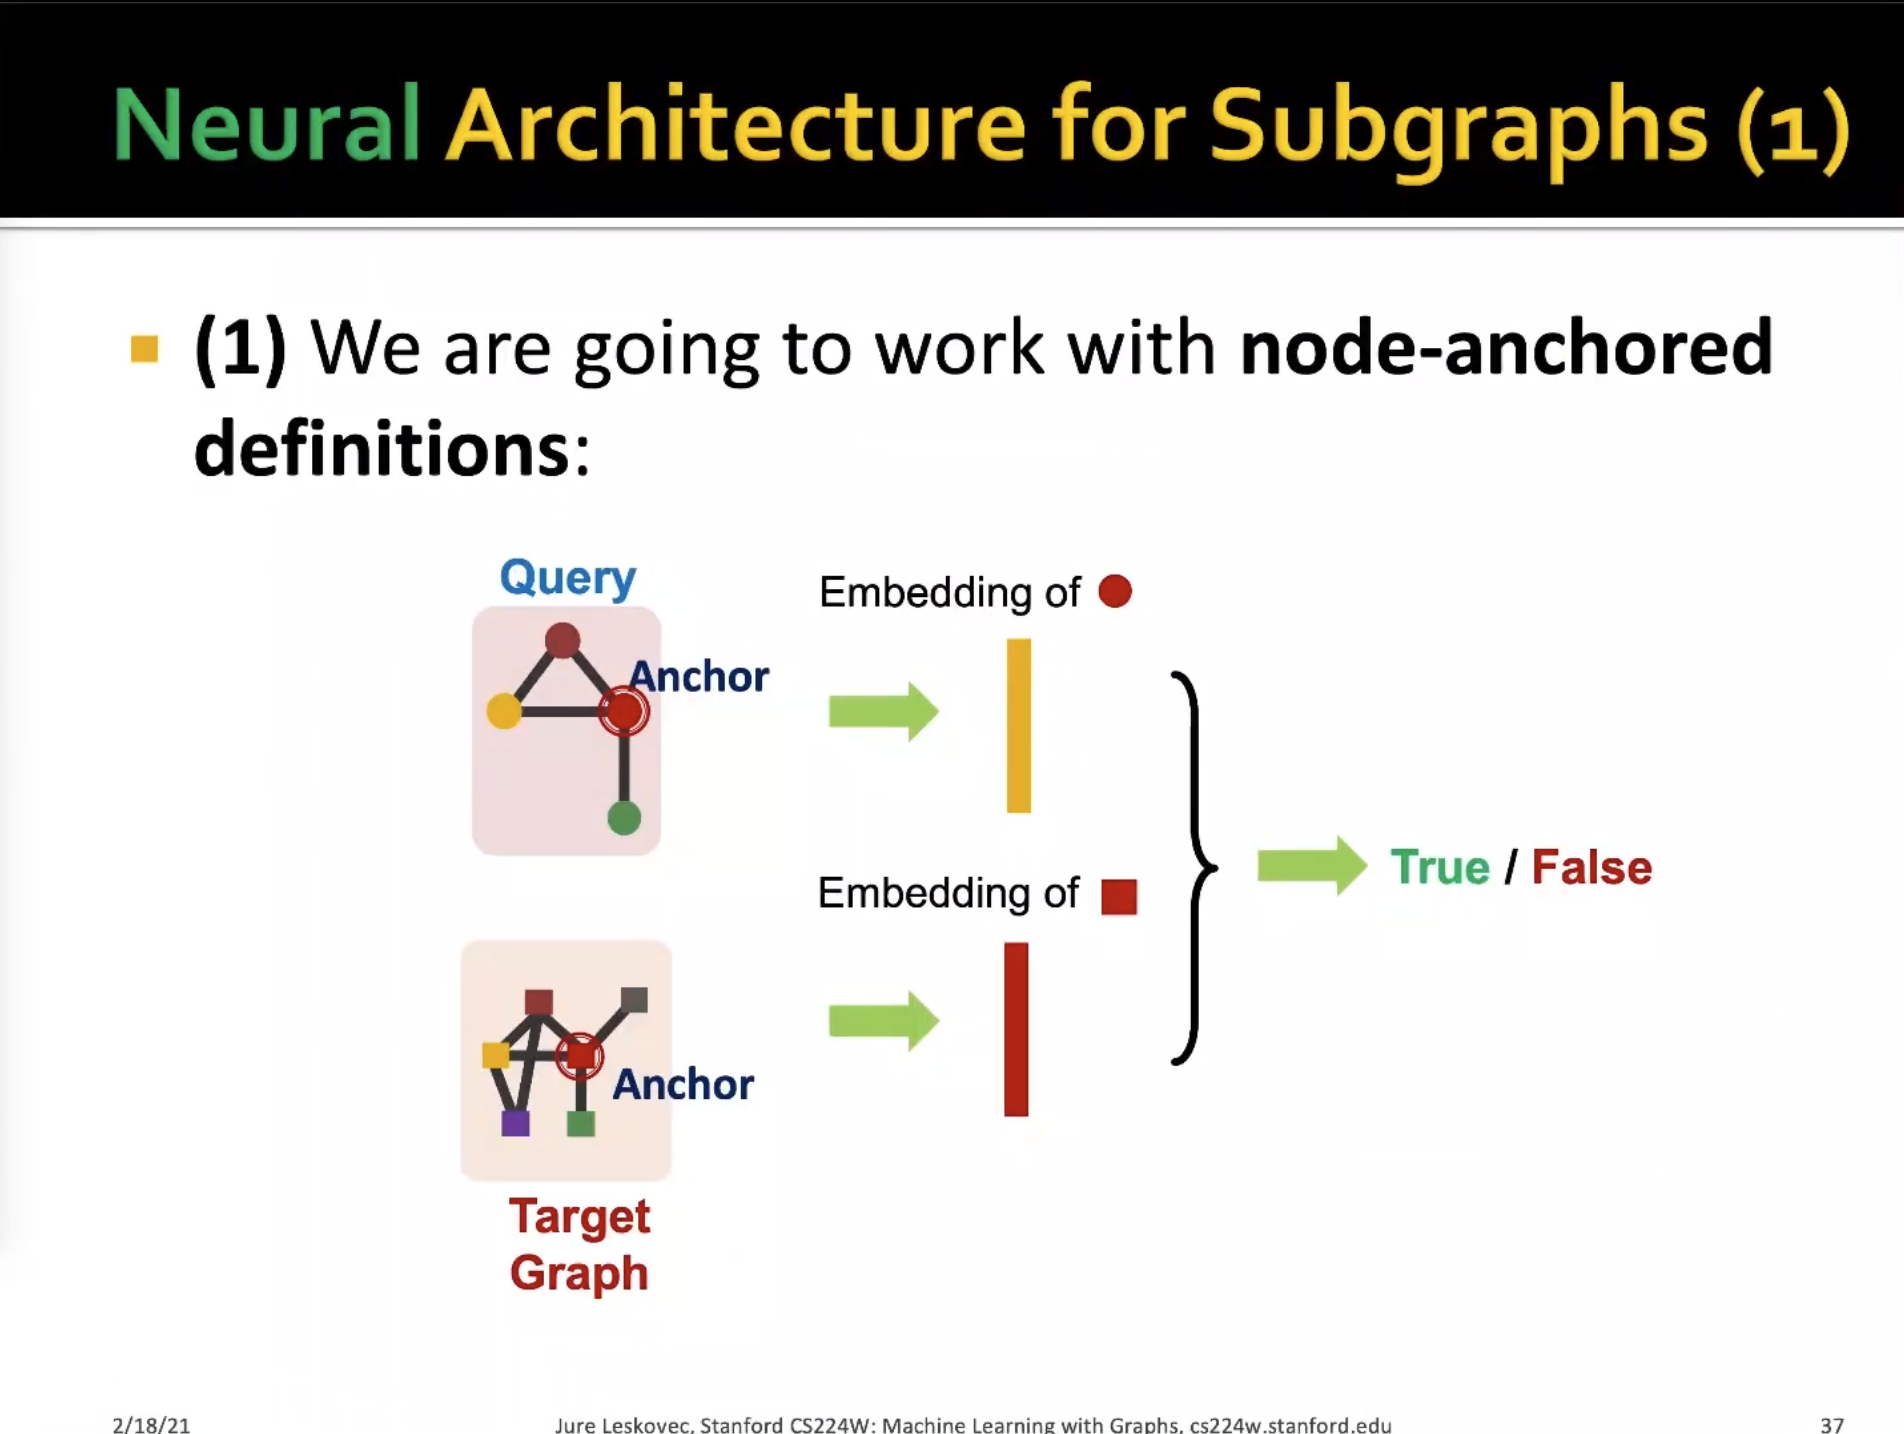 Neural Architecture for Subgraphs (1)
(1) We are going to work with node-anchored
definitions:
Query
Anchor
Embedding of
Embedding of
True / False
Anchor
Target
Graph
2/18/21
Jure Leskovec, Stanford CS224W: Machine Learning with Graphs, cs224w.stanford.edu
37